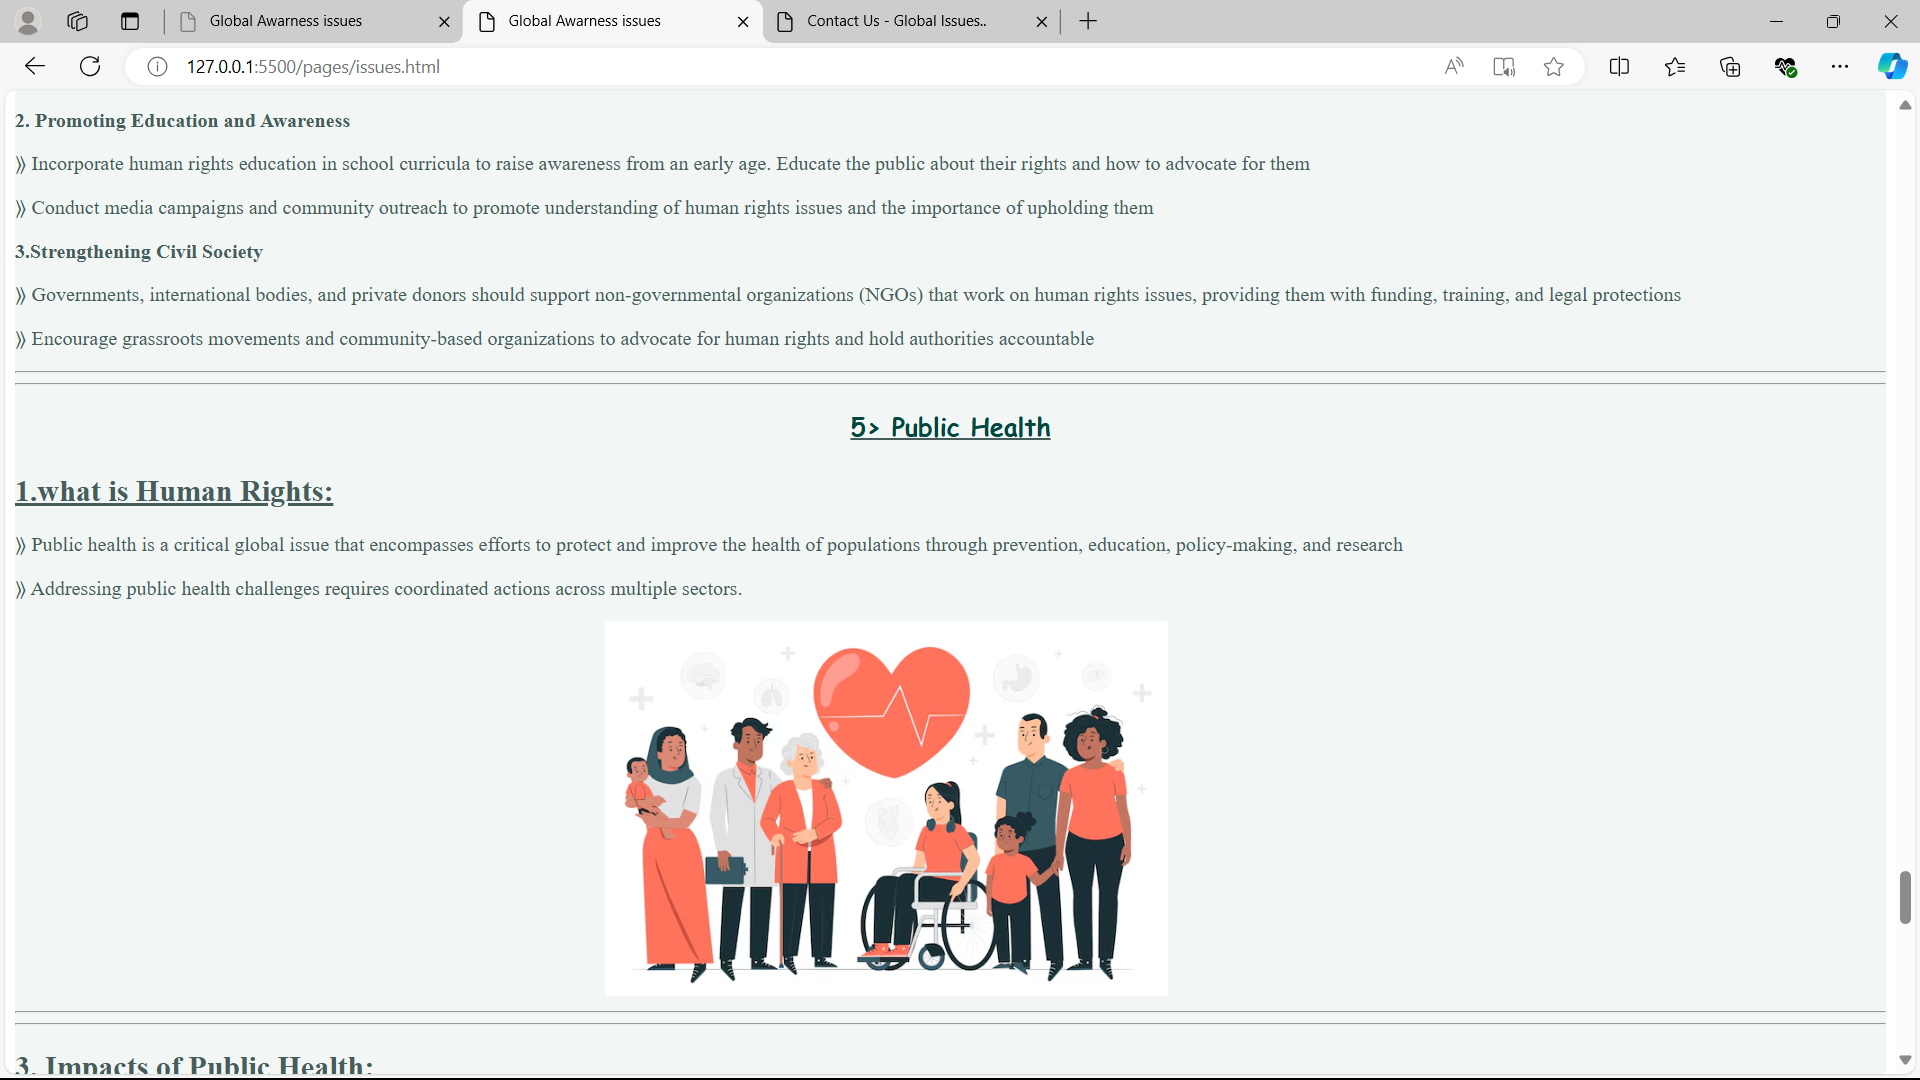 Global Awarness issues
Global Awarness issues
Contact Us - Global Issues..
127.0.0.1:5500/pages/issues.html
2. Promoting Education and Awareness
⟫ Incorporate human rights education in school curricula to raise awareness from an early age. Educate the public about their rights and how to advocate for them
⟫ Conduct media campaigns and community outreach to promote understanding of human rights issues and the importance of upholding them
3.Strengthening Civil Society
⟫ Governments, international bodies, and private donors should support non-governmental organizations (NGOs) that work on human rights issues, providing them with funding, training, and legal protections
⟫ Encourage grassroots movements and community-based organizations to advocate for human rights and hold authorities accountable
5> Public Health
1.what is Human Rights:
⟫ Public health is a critical global issue that encompasses efforts to protect and improve the health of populations through prevention, education, policy-making, and research
⟫ Addressing public health challenges requires coordinated actions across multiple sectors.
3. Impacts of Public Health: